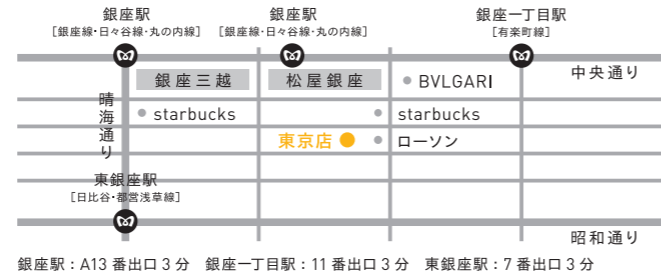 銀座駅
[銀座線・日々谷線・丸の内線]
銀座駅
[銀座線・日々谷線・丸の内線]
銀座一丁目駅
[有楽町線]
中央通り
銀座三越
松屋銀座
BVLGARI
晴海通り
starbucks
starbucks
東京店
ローソン
東銀座駅
[日比谷・都営浅草線]
昭和通り
銀座駅：A13 番出口 3 分　銀座一丁目駅：11 番出口 3 分　東銀座駅：7 番出口 3 分